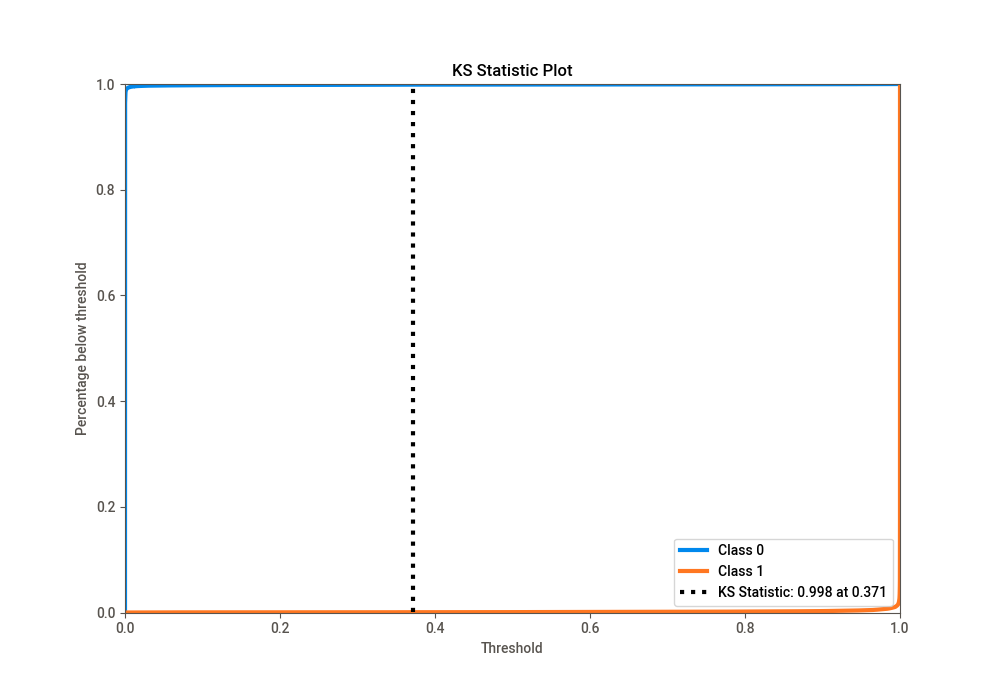 KS Statistic Plot
1.0
0.8
0.6
0.4
0.2
0.0
Percentage below threshold
0.0 0.2 0.4 0.6 0.8 1.0
Threshold
Class 0
Class 1
KS Statistic: 0.998 at 0.371